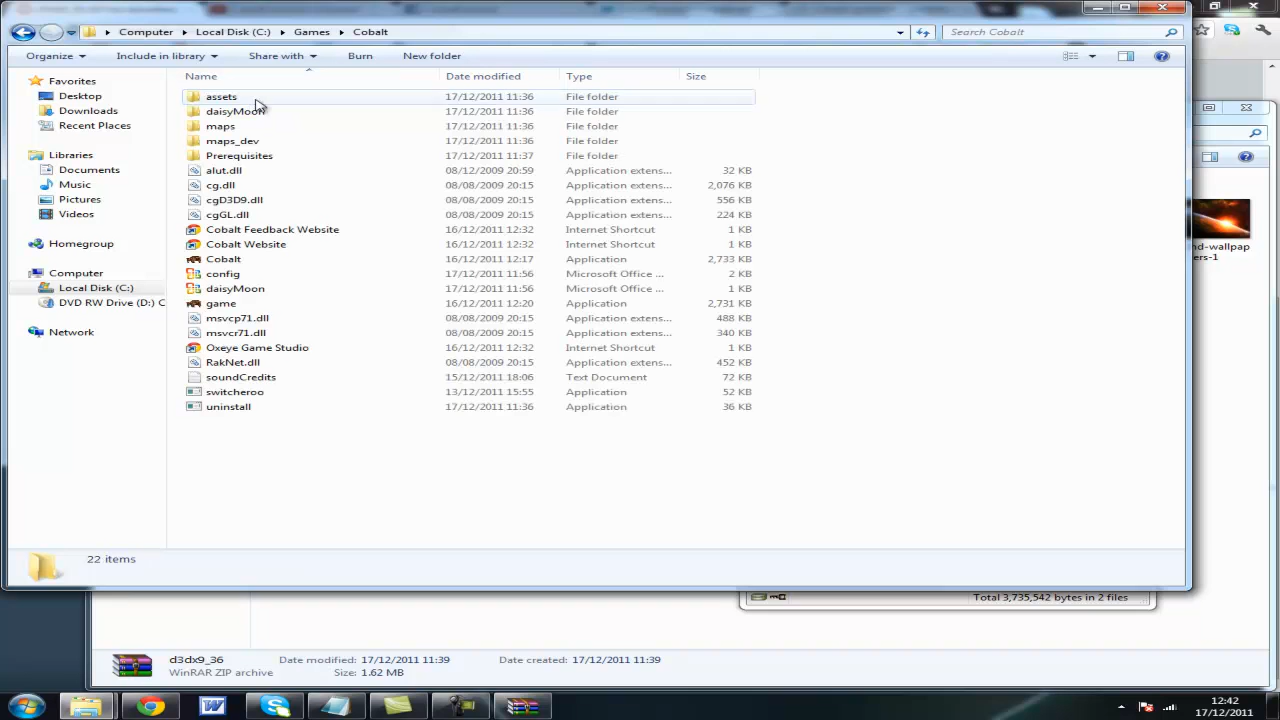 Computer Local Disk (C:) Games Cobalt Search Cobalt
Organize Include in library Share with Burn New folder
Name Date modified Type Size
Favorites
Desktop
Downloads
Recent Places
Libraries
Documents
Music
Pictures
Videos
Homegroup
Computer
Local Disk (C:)
DVD RW Drive (D:) C
Network
assets 17/12/2011 11:36 File folder
daisyMoon 17/12/2011 11:36 File folder
maps 17/12/2011 11:36 File folder
maps_dev 17/12/2011 11:36 File folder
Prerequisites 17/12/2011 11:37 File folder
alut.dll 08/12/2009 20:59 Application extens... 32 KB
cg.dll 08/08/2009 20:15 Application extens... 2,076 KB
cgD3D9.dll 08/08/2009 20:15 Application extens... 556 KB
cgGL.dll 08/08/2009 20:15 Application extens... 224 KB
Cobalt Feedback Website 16/12/2011 12:32 Internet Shortcut 1 KB
Cobalt Website 16/12/2011 12:32 Internet Shortcut 1 KB
Cobalt 16/12/2011 12:17 Application 2,733 KB
config 17/12/2011 11:56 Microsoft Office ... 2 KB
daisyMoon 17/12/2011 11:56 Microsoft Office ... 1 KB
game 16/12/2011 12:20 Application 2,731 KB
msvcp71.dll 08/08/2009 20:15 Application extens... 488 KB
msvcr71.dll 08/08/2009 20:15 Application extens... 340 KB
Oxeye Game Studio 16/12/2011 12:32 Internet Shortcut 1 KB
RakNet.dll 08/08/2009 20:15 Application extens... 452 KB
soundCredits 15/12/2011 18:06 Text Document 72 KB
switcheroo 13/12/2011 15:55 Application 52 KB
uninstall 17/12/2011 11:36 Application 36 KB
22 items
nd-wallpap
ers-1
Total 3,735,542 bytes in 2 files
d3dx9_36 Date modified: 17/12/2011 11:39 Date created: 17/12/2011 11:39
WinRAR ZIP archive Size: 1.62 MB
12:42
17/12/2011